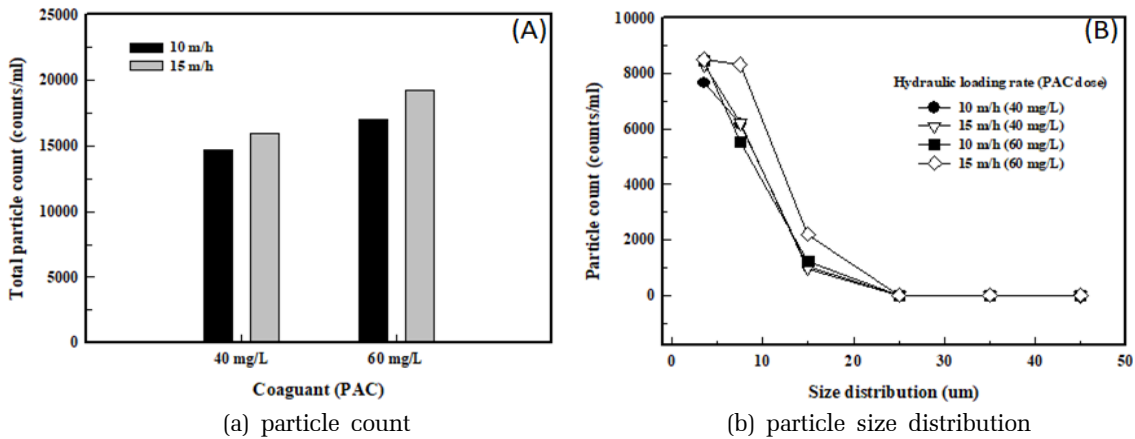 25000
20000
15000
10000
5000
0
Total particle count (counts/ml)
10 m/h
15 m/h
(A)
40 mg/L
60 mg/L
Coaguant (PAC)
(a) particle count
10000
8000
6000
4000
2000
0
Particle count (counts/ml)
(B)
Hydraulic loading rate (PAC dose)
10 m/h (40 mg/L)
15 m/h (40 mg/L)
10 m/h (60 mg/L)
15 m/h (60 mg/L)
0
10
20
30
40
50
Size distribution (um)
(b) particle size distribution